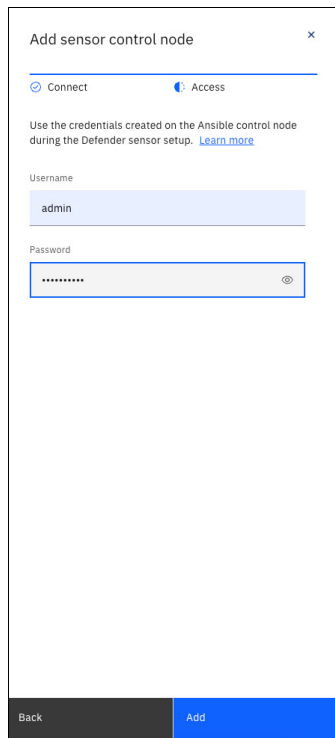 Add sensor control node
Connect
Access
Use the credentials created on the Ansible control node
during the Defender sensor setup. Learn more
Username
admin
Password
••••••••••
Back
Add